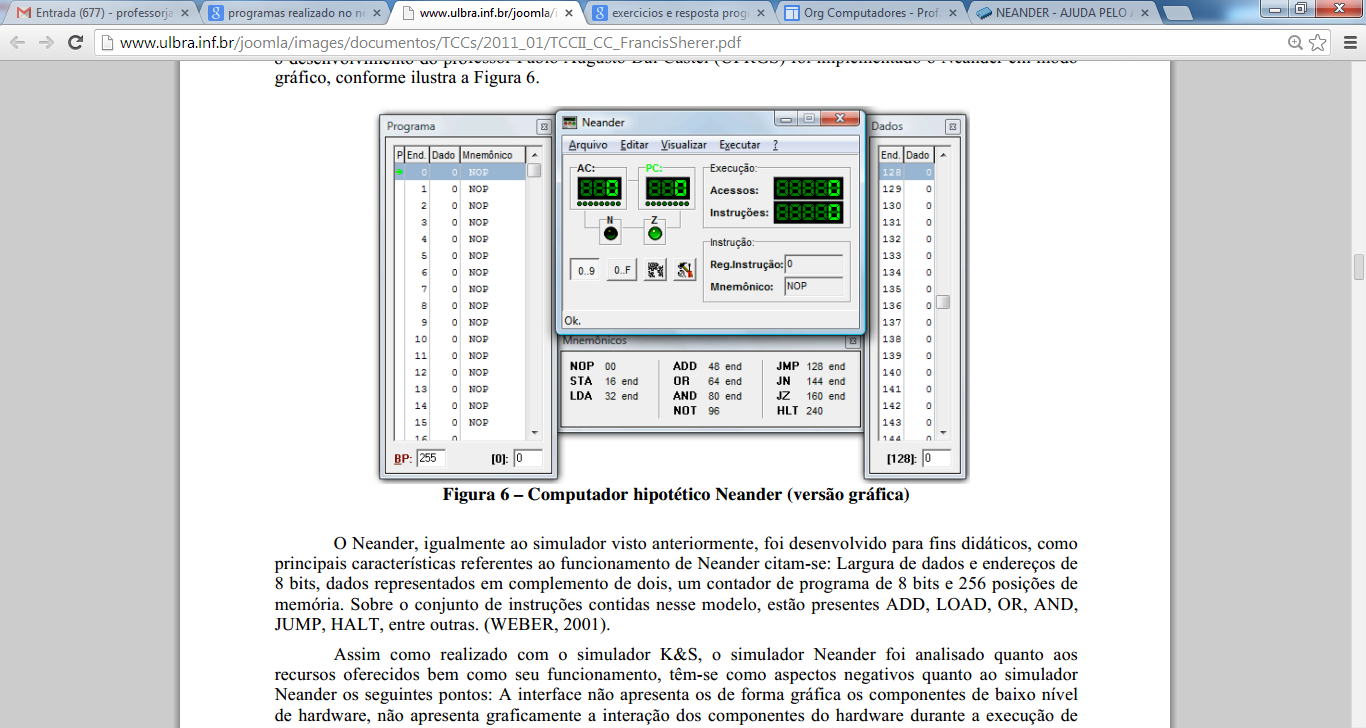 Entrada (677) - professorja
programas realizado no ne
www.ulbra.inf.br/joomla/i
exercicios e resposta prog
Org Computadores - Prof.
NEANDER - AJUDA PELO A
www.ulbra.inf.br/joomla/images/documentos/TCCs/2011_01/TCCII_CC_FrancisSherer.pdf
gráfico, conforme ilustra a Figura 6.
Programa
P End. Dado Mnemônico
0 0 NOP
1 0 NOP
2 0 NOP
3 0 NOP
4 0 NOP
5 0 NOP
6 0 NOP
7 0 NOP
8 0 NOP
9 0 NOP
10 0 NOP
11 0 NOP
12 0 NOP
13 0 NOP
14 0 NOP
15 0 NOP
16 0
BP: 255 [0]: 0
Neander
Arquivo Editar Visualizar Executar ?
AC: PC: Execução:
0 0 Acessos: 0
Instruções: 0
N Z
Instrução:
0..9 0..F Reg.Instrução: 0
Mnemônico: NOP
Ok.
Mnemônicos
NOP 00 ADD 48 end JMP 128 end
STA 16 end OR 64 end JN 144 end
LDA 32 end AND 80 end JZ 160 end
NOT 96 HLT 240
Dados
End. Dado
128 0
129 0
130 0
131 0
132 0
133 0
134 0
135 0
136 0
137 0
138 0
139 0
140 0
141 0
142 0
143 0
144 0
[128]: 0
Figura 6 – Computador hipotético Neander (versão gráfica)
O Neander, igualmente ao simulador visto anteriormente, foi desenvolvido para fins didáticos, como
principais características referentes ao funcionamento de Neander citam-se: Largura de dados e endereços de
8 bits, dados representados em complemento de dois, um contador de programa de 8 bits e 256 posições de
memória. Sobre o conjunto de instruções contidas nesse modelo, estão presentes ADD, LOAD, OR, AND,
JUMP, HALT, entre outras. (WEBER, 2001).
Assim como realizado com o simulador K&S, o simulador Neander foi analisado quanto aos
recursos oferecidos bem como seu funcionamento, têm-se como aspectos negativos quanto ao simulador
Neander os seguintes pontos: A interface não apresenta os de forma gráfica os componentes de baixo nível
de hardware, não apresenta graficamente a interação dos componentes do hardware durante a execução de